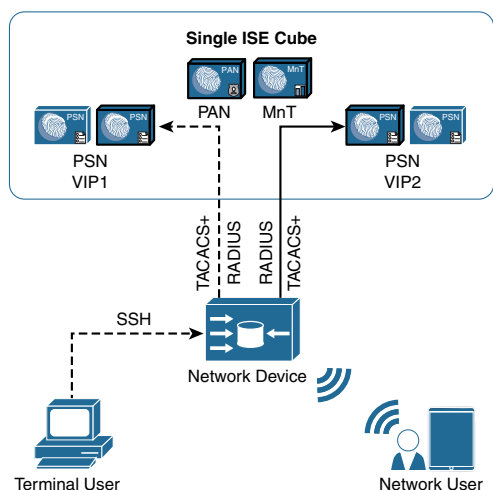 Single ISE Cube
PAN
MnT
PAN
MnT
PSN
PSN
PSN
VIP1
PSN
PSN
PSN
VIP2
TACACS+
RADIUS
RADIUS
TACACS+
SSH
Network Device
Terminal User
Network User